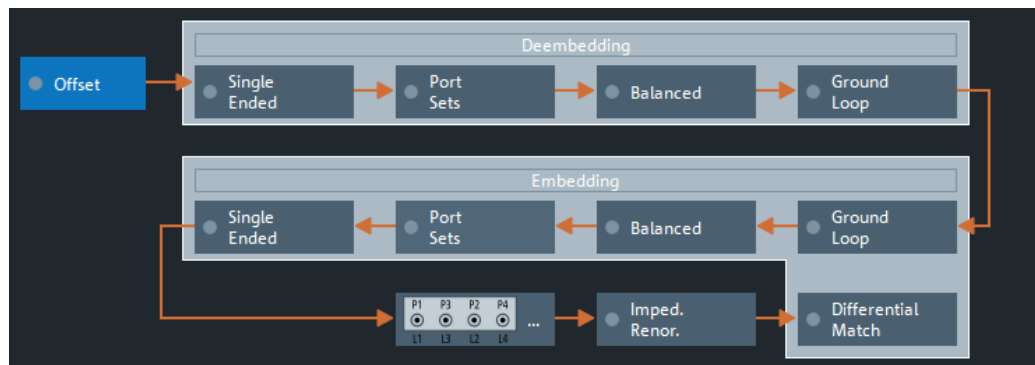 Deembedding
Offset
Single
Ended
Port
Sets
Balanced
Ground
Loop
Embedding
Single
Ended
Port
Sets
Balanced
Ground
Loop
P1 P3 P2 P4
...
L1 L3 L2 L4
Imped.
Renor.
Differential
Match